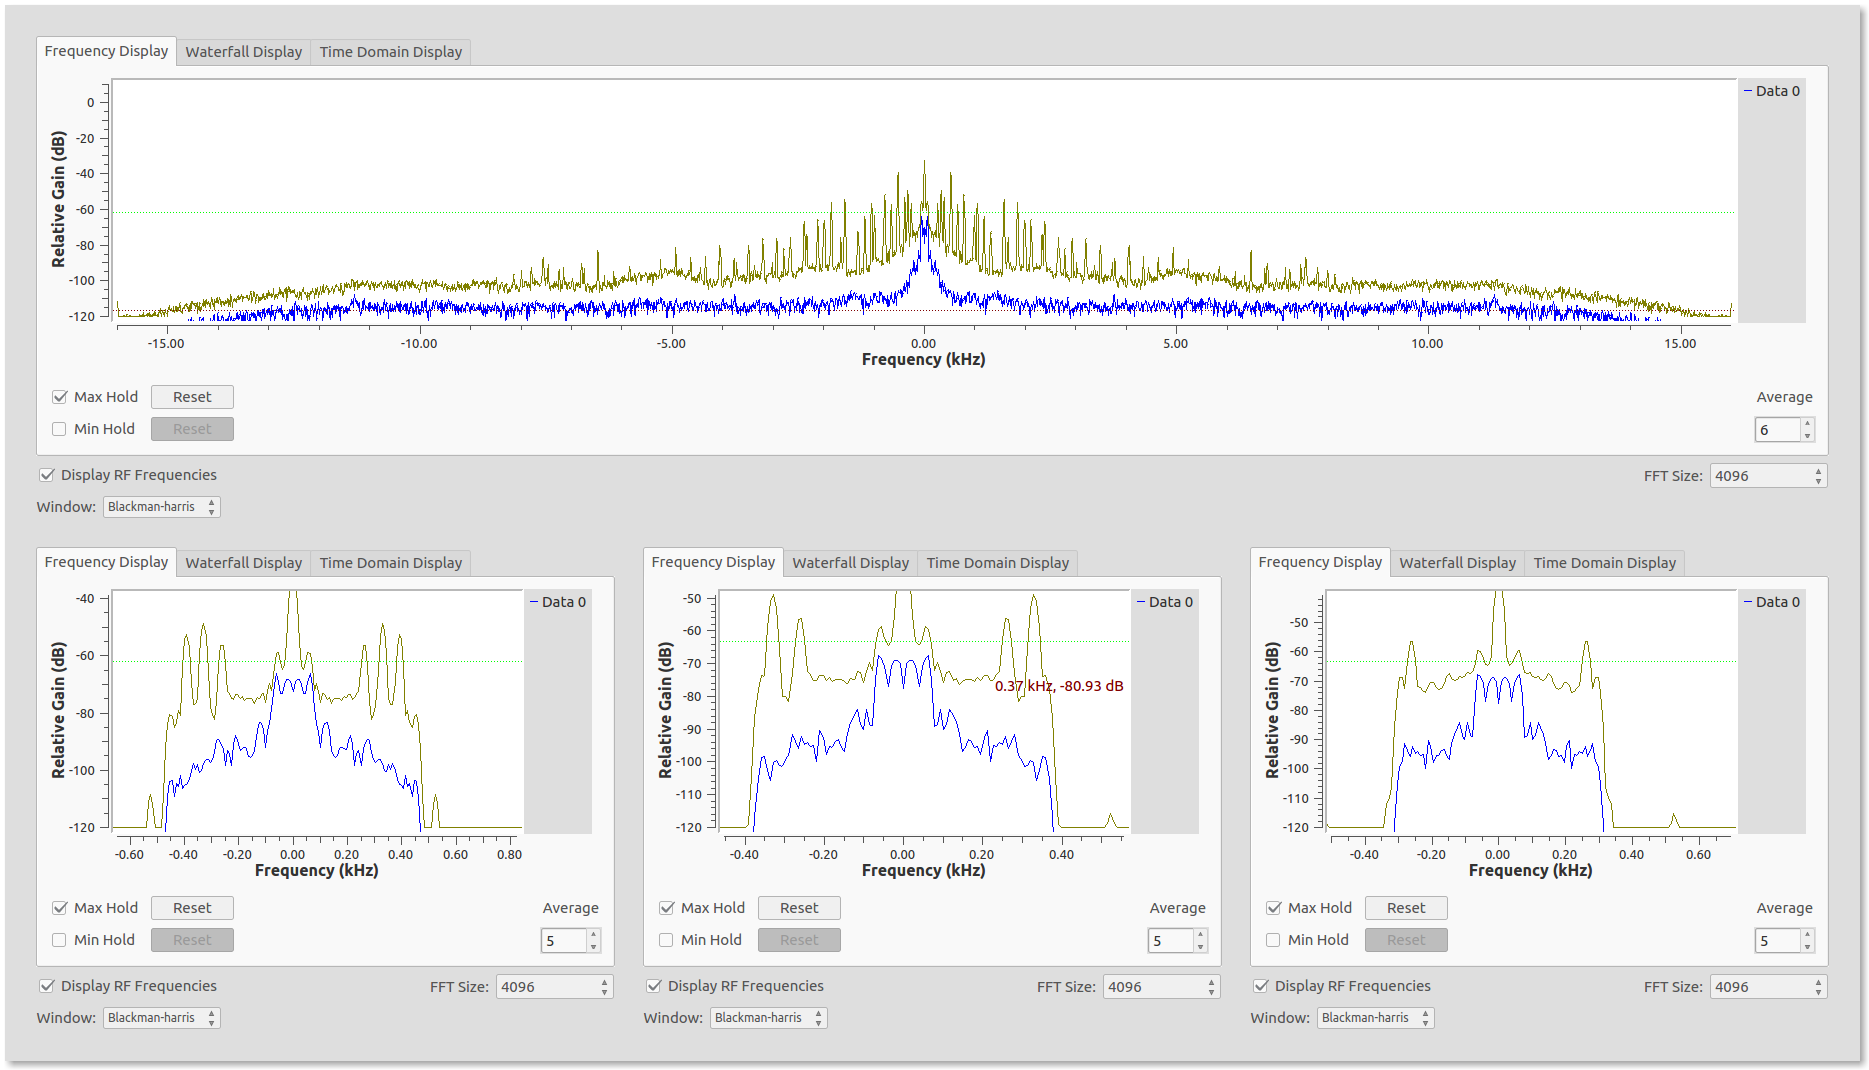 Frequency Display Waterfall Display Time Domain Display
Data 0
Relative Gain (dB)
0
-20
-40
-60
-80
-100
-120
-15.00 -10.00 -5.00 0.00 5.00 10.00 15.00
Frequency (kHz)
Max Hold Reset Average
Min Hold Reset 6
Display RF Frequencies FFT Size: 4096
Window: Blackman-harris
Frequency Display Waterfall Display Time Domain Display
Data 0
Relative Gain (dB)
-40
-60
-80
-100
-120
-0.60 -0.40 -0.20 0.00 0.20 0.40 0.60 0.80
Frequency (kHz)
Max Hold Reset Average
Min Hold Reset 5
Display RF Frequencies FFT Size: 4096
Window: Blackman-harris
Frequency Display Waterfall Display Time Domain Display
Data 0
Relative Gain (dB)
-50
-60
-70
-80
-90
-100
-110
-120
0.37 kHz, -80.93 dB
-0.40 -0.20 0.00 0.20 0.40
Frequency (kHz)
Max Hold Reset Average
Min Hold Reset 5
Display RF Frequencies FFT Size: 4096
Window: Blackman-harris
Frequency Display Waterfall Display Time Domain Display
Data 0
Relative Gain (dB)
-50
-60
-70
-80
-90
-100
-110
-120
-0.40 -0.20 0.00 0.20 0.40 0.60
Frequency (kHz)
Max Hold Reset Average
Min Hold Reset 5
Display RF Frequencies FFT Size: 4096
Window: Blackman-harris